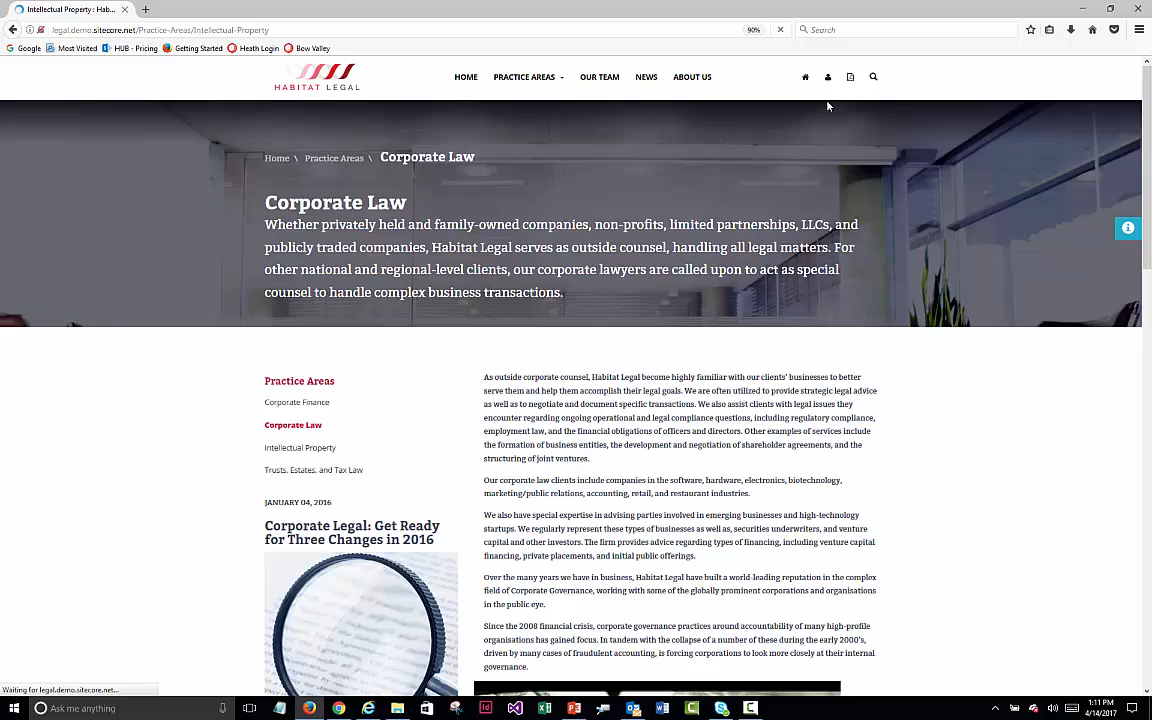 Intellectual Property : Hab...
legal.demo.sitecore.net/Practice-Areas/Intellectual-Property
90%
Search
Google
Most Visited
HUB - Pricing
Getting Started
Heath Login
Bow Valley
HABITAT LEGAL
HOME
PRACTICE AREAS
OUR TEAM
NEWS
ABOUT US
Home \ Practice Areas \ Corporate Law
Corporate Law
Whether privately held and family-owned companies, non-profits, limited partnerships, LLCs, and
publicly traded companies, Habitat Legal serves as outside counsel, handling all legal matters. For
other national and regional-level clients, our corporate lawyers are called upon to act as special
counsel to handle complex business transactions.
Practice Areas
Corporate Finance
Corporate Law
Intellectual Property
Trusts, Estates, and Tax Law
JANUARY 04, 2016
Corporate Legal: Get Ready
for Three Changes in 2016
As outside corporate counsel, Habitat Legal become highly familiar with our clients' businesses to better
serve them and help them accomplish their legal goals. We are often utilized to provide strategic legal advice
as well as to negotiate and document specific transactions. We also assist clients with legal issues they
encounter regarding ongoing operational and legal compliance questions, including regulatory compliance,
employment law, and the financial obligations of officers and directors. Other examples of services include
the formation of business entities, the development and negotiation of shareholder agreements, and the
structuring of joint ventures.
Our corporate law clients include companies in the software, hardware, electronics, biotechnology,
marketing/public relations, accounting, retail, and restaurant industries.
We also have special expertise in advising parties involved in emerging businesses and high-technology
startups. We regularly represent these types of businesses as well as, securities underwriters, and venture
capital and other investors. The firm provides advice regarding types of financing, including venture capital
financing, private placements, and initial public offerings.
Over the many years we have in business, Habitat Legal have built a world-leading reputation in the complex
field of Corporate Governance, working with some of the globally prominent corporations and organisations
in the public eye.
Since the 2008 financial crisis, corporate governance practices around accountability of many high-profile
organisations has gained focus. In tandem with the collapse of a number of these during the early 2000's,
driven by many cases of fraudulent accounting, is forcing corporations to look more closely at their internal
governance.
Waiting for legal.demo.sitecore.net...
Ask me anything
1:11 PM
4/14/2017